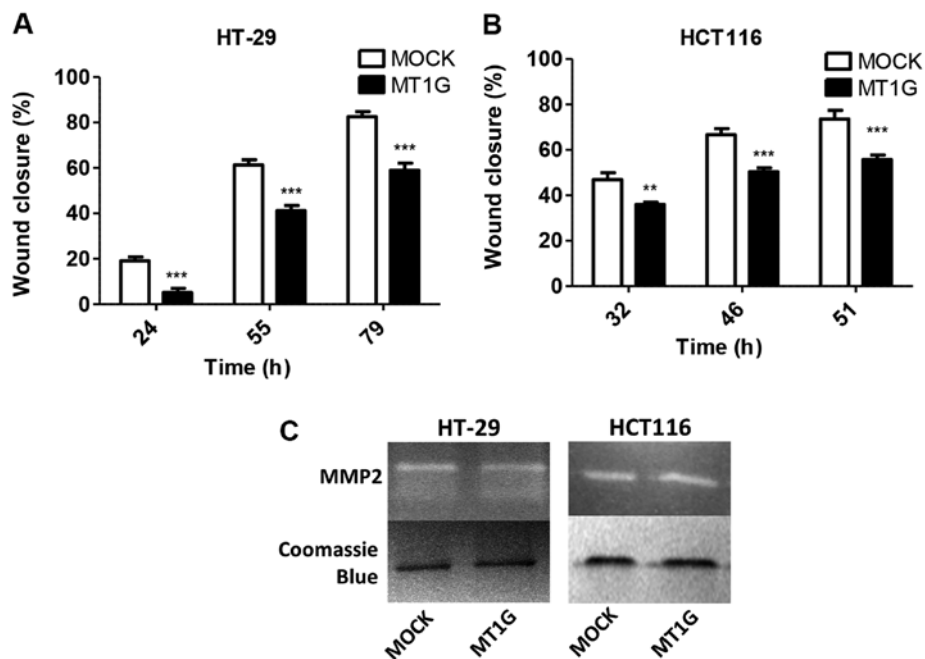 A
HT-29
MOCK
MT1G
Wound closure (%)
100
80
60
40
20
0
***
***
***
24
55
79
Time (h)
B
HCT116
MOCK
MT1G
Wound closure (%)
100
80
60
40
20
0
**
***
***
32
46
51
Time (h)
C
HT-29
HCT116
MMP2
Coomassie
Blue
MOCK
MT1G
MOCK
MT1G